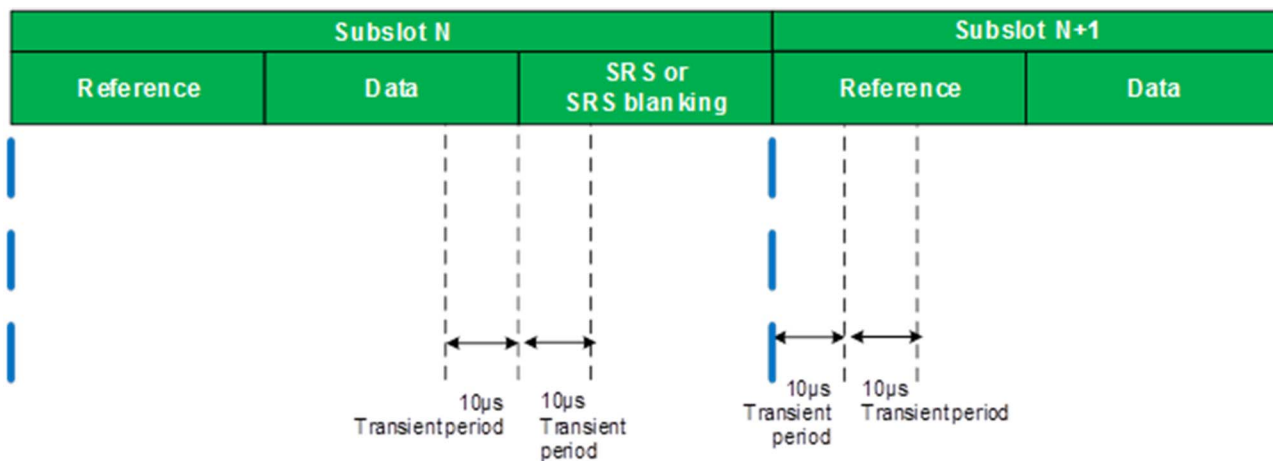 Subslot N
Subslot N+1
Reference
Data
SRS or
SRS blanking
Reference
Data
10µs
Transient period
10µs
Transient
period
10µs
Transient
period
10µs
Transient period